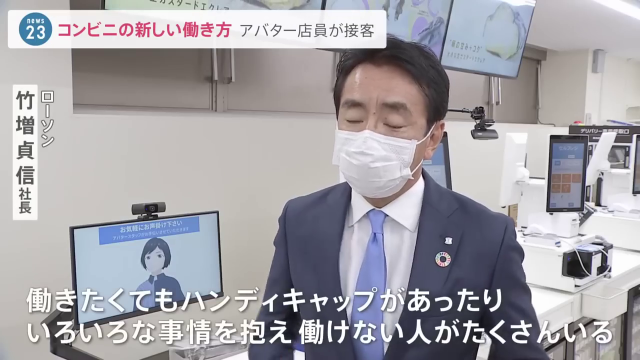 news
23
コンビニの新しい働き方 アバター店員が接客
ローソン
竹増貞信 社長
お気軽にお声掛け下さい
働きたくてもハンディキャップがあったり
いろいろな事情を抱え 働けない人がたくさんいる